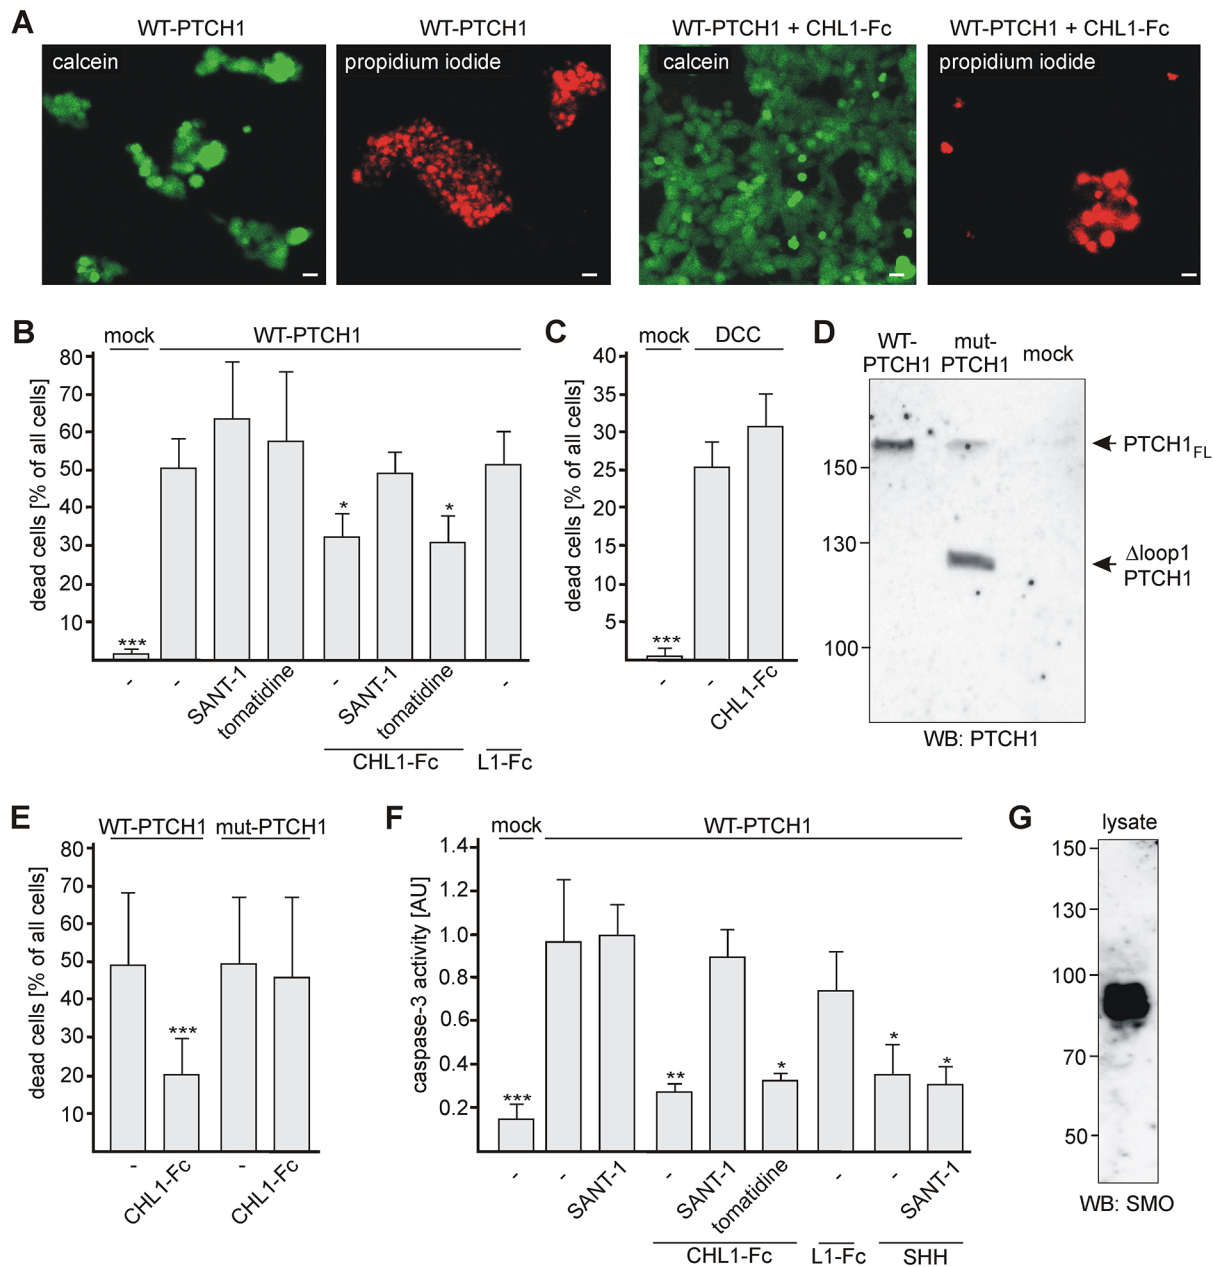 A
WT-PTCH1
WT-PTCH1
WT-PTCH1 + CHL1-Fc
WT-PTCH1 + CHL1-Fc
calcein
propidium iodide
calcein
propidium iodide
B
mock
WT-PTCH1
dead cells [% of all cells]
80
70
60
50
40
30
20
10
***
*
*
-
-
SANT-1
tomatidine
-
SANT-1
tomatidine
-
CHL1-Fc
L1-Fc
C
mock
DCC
dead cells [% of all cells]
40
35
30
25
20
15
10
5
***
-
-
CHL1-Fc
D
WT-
PTCH1
mut-
PTCH1
mock
150
130
100
PTCH1FL
Δloop1
PTCH1
WB: PTCH1
E
WT-PTCH1
mut-PTCH1
dead cells [% of all cells]
80
70
60
50
40
30
20
10
***
-
CHL1-Fc
-
CHL1-Fc
F
mock
WT-PTCH1
caspase-3 activity [AU]
1.4
1.2
1.0
0.8
0.6
0.4
0.2
***
**
*
*
*
-
-
SANT-1
-
SANT-1
tomatidine
-
-
SANT-1
CHL1-Fc
L1-Fc
SHH
G
lysate
150
130
100
70
50
WB: SMO